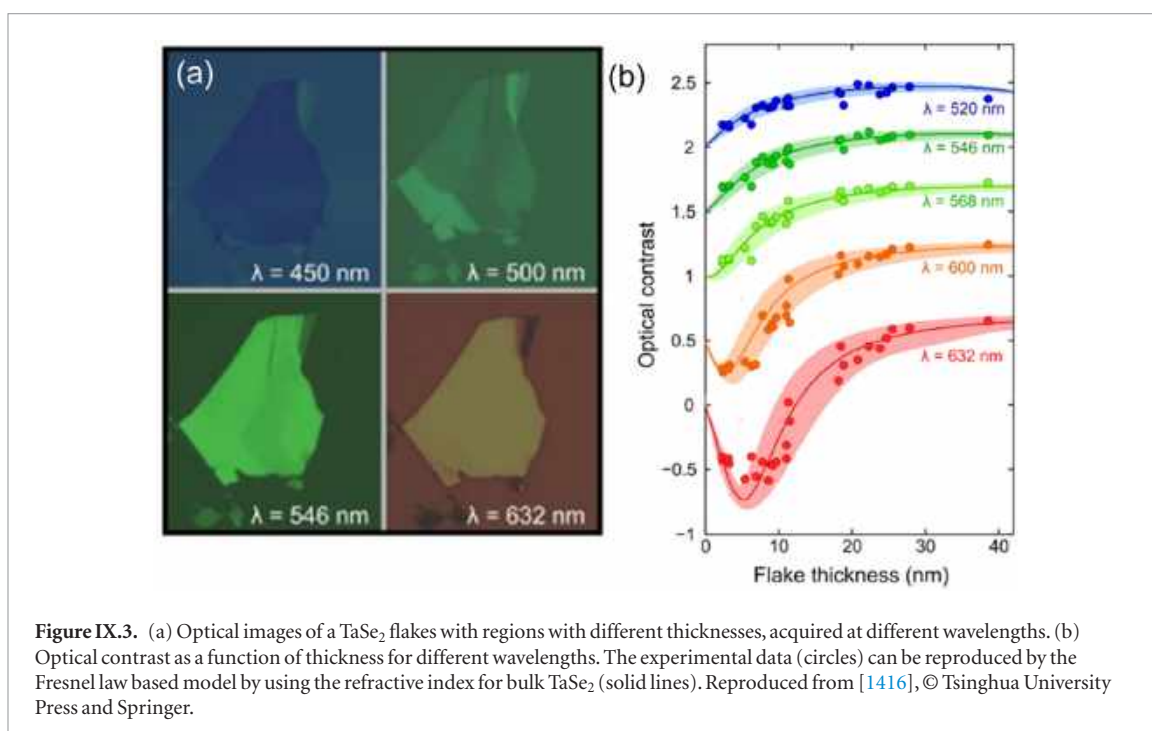 (a)
λ = 450 nm
λ = 500 nm
λ = 546 nm
λ = 632 nm
(b)
Optical contrast
2.5
2
1.5
1
0.5
0
−0.5
−1
λ = 520 nm
λ = 546 nm
λ = 568 nm
λ = 600 nm
λ = 632 nm
0 10 20 30 40
Flake thickness (nm)
Figure IX.3. (a) Optical images of a TaSe₂ flakes with regions with different thicknesses, acquired at different wavelengths. (b)
Optical contrast as a function of thickness for different wavelengths. The experimental data (circles) can be reproduced by the
Fresnel law based model by using the refractive index for bulk TaSe₂ (solid lines). Reproduced from [1416], © Tsinghua University
Press and Springer.